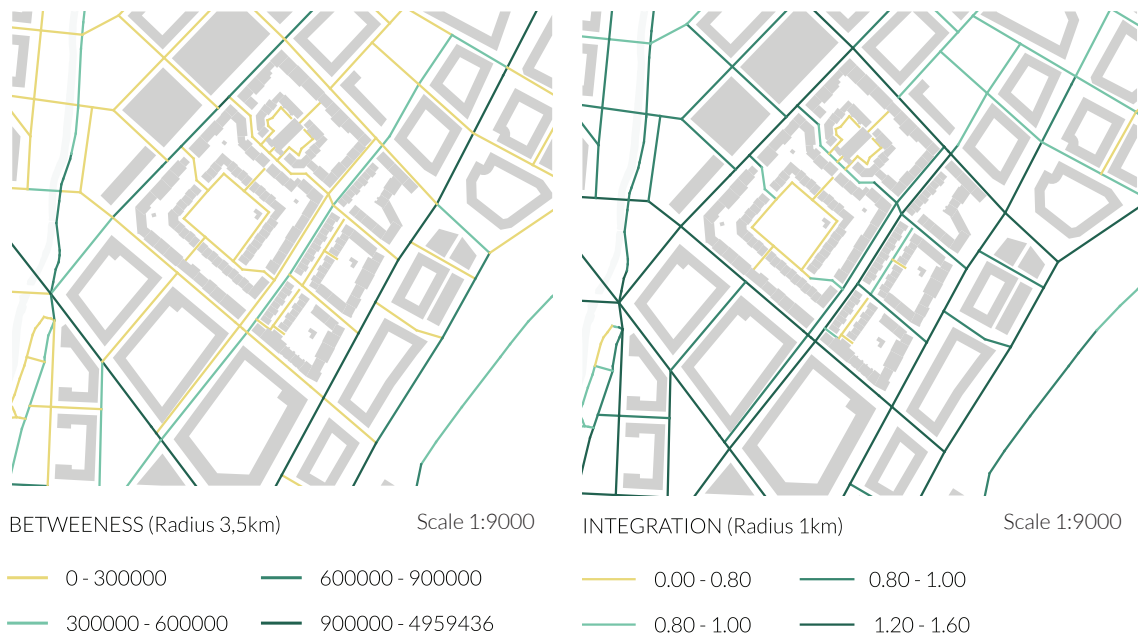 BETWEENESS (Radius 3,5km)
Scale 1:9000
0 - 300000
600000 - 900000
300000 - 600000
900000 - 4959436
INTEGRATION (Radius 1km)
Scale 1:9000
0.00 - 0.80
0.80 - 1.00
0.80 - 1.00
1.20 - 1.60